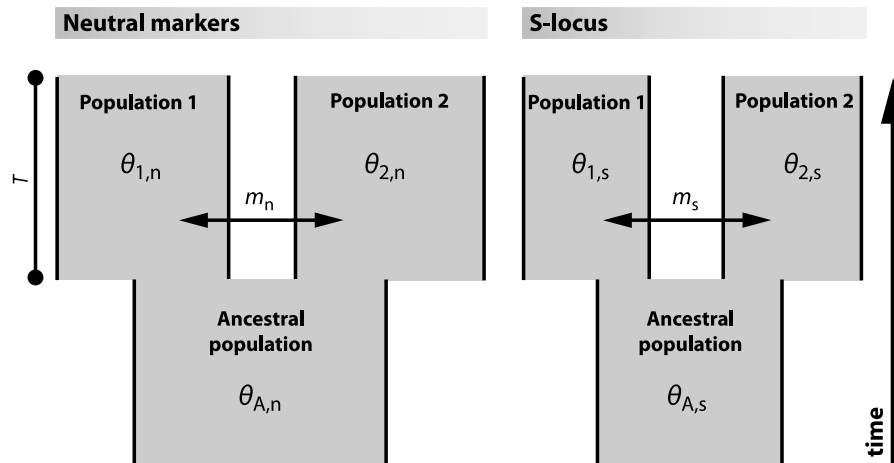 Neutral markers
S-locus
Population 1
Population 2
Population 1
Population 2
θ1,n
θ2,n
θ1,s
θ2,s
T
mn
ms
Ancestral
population
Ancestral
population
θA,n
θA,s
time